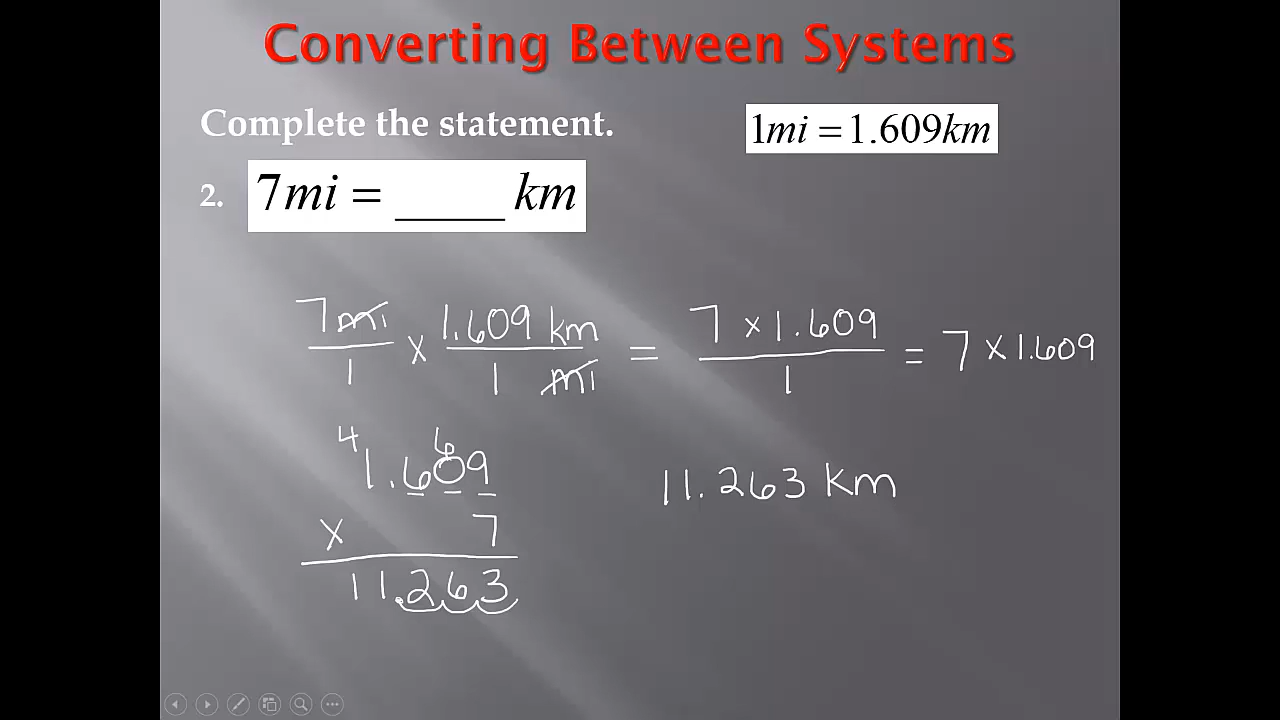 Converting Between Systems
Complete the statement.
1mi = 1.609km
2. 7mi = ____ km
7mi/1 × 1.609 km/1 mi = 7 × 1.609/1 = 7 × 1.609
4 6
1.609
11.263 km
× 7
11.263